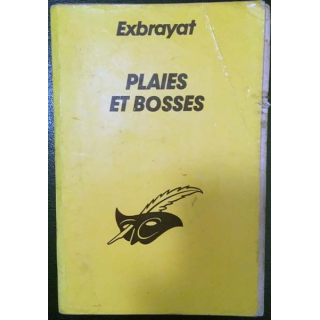 Exbrayat
PLAIES
ET BOSSES